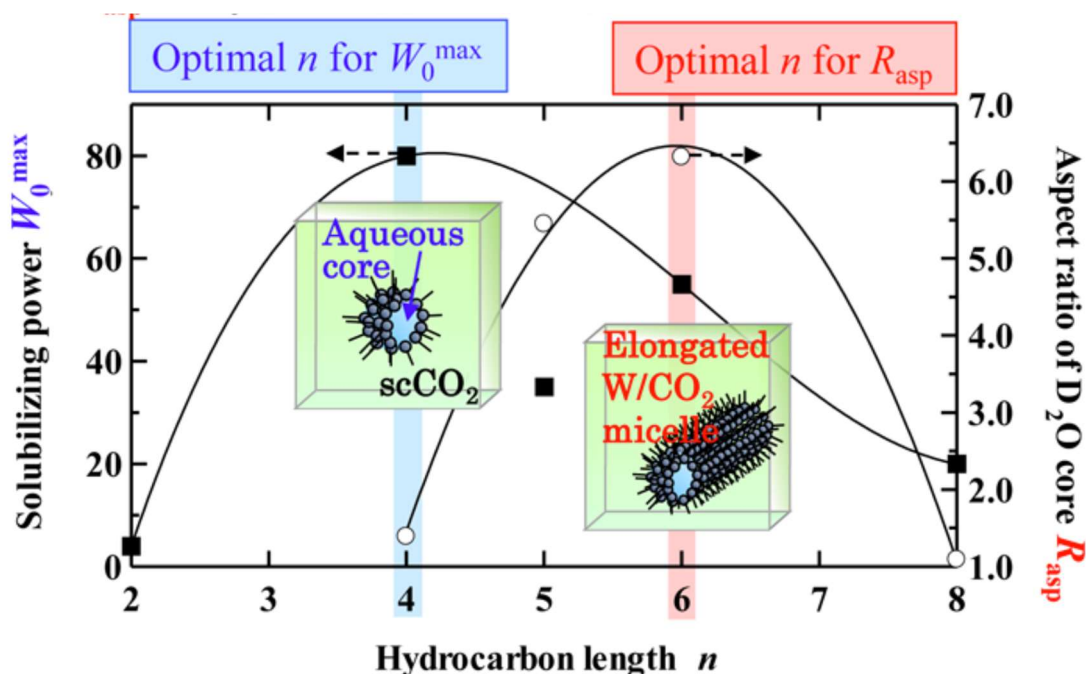 Optimal n for W₀ᵐᵃˣ
Optimal n for Rₐₛₚ
Solubilizing power W₀ᵐᵃˣ
80
60
40
20
0
Aqueous
core
scCO₂
Elongated
W/CO₂
micelle
7.0
6.0
5.0
4.0
3.0
2.0
1.0
Aspect ratio of D₂O core Rₐₛₚ
2 3 4 5 6 7 8
Hydrocarbon length n